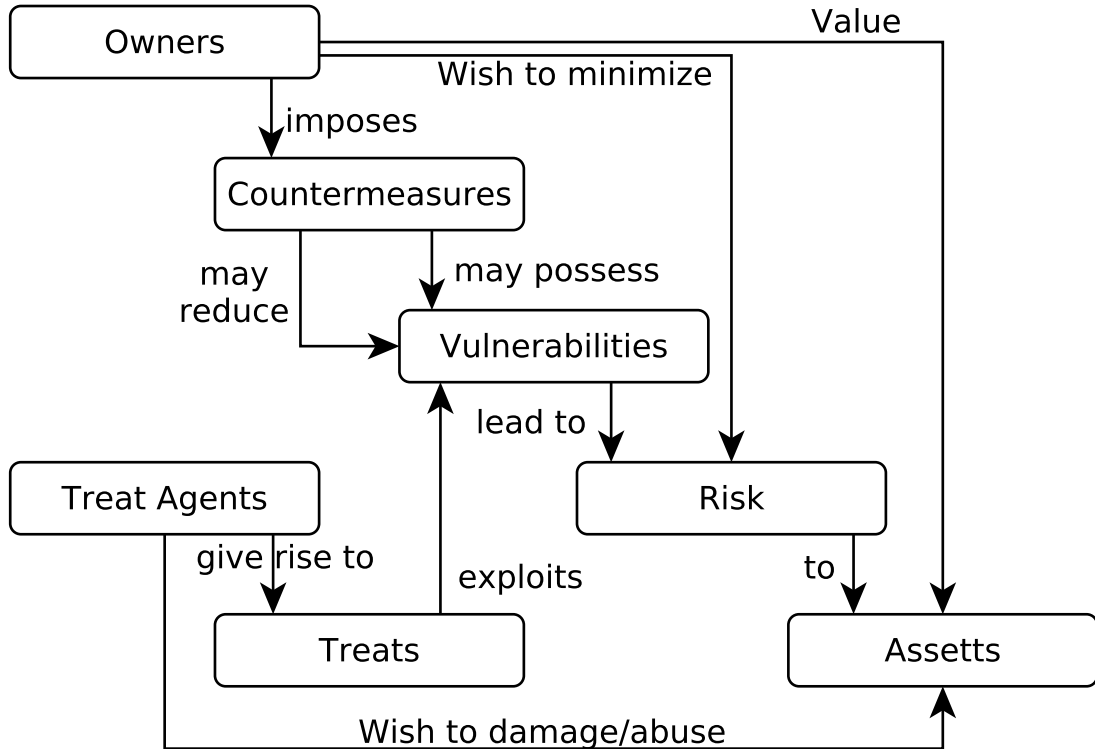 Owners
Value
Wish to minimize
imposes
Countermeasures
may
reduce
may possess
Vulnerabilities
lead to
Treat Agents
Risk
give rise to
exploits
to
Treats
Assetts
Wish to damage/abuse